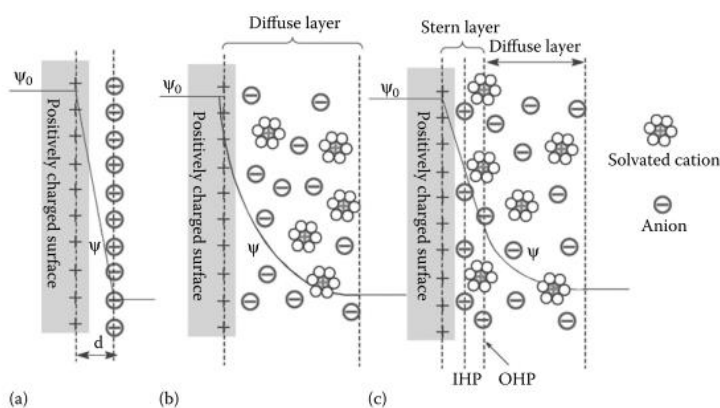 Diffuse layer
Stern layer
Diffuse layer
Ψ0
Positively charged surface
Ψ
d
(a)
Ψ0
Positively charged surface
Ψ
(b)
Ψ0
Positively charged surface
Ψ
IHP
OHP
(c)
Solvated cation
Anion